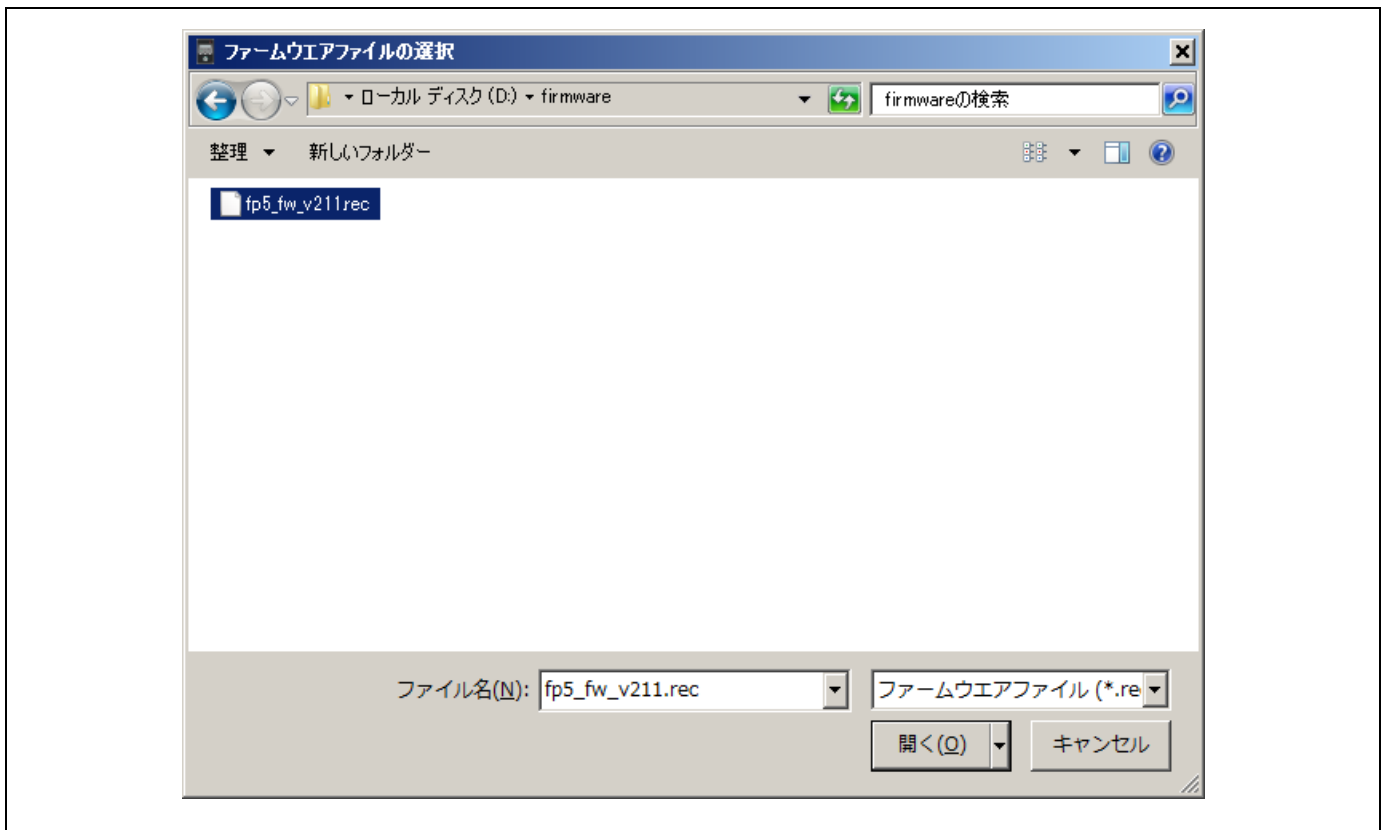 ファームウエアファイルの選択
ローカル ディスク (D:) firmware firmwareの検索
整理 新しいフォルダー
fp5_fw_v211.rec
ファイル名(N): fp5_fw_v211.rec ファームウエアファイル (*.re
開く(O) キャンセル